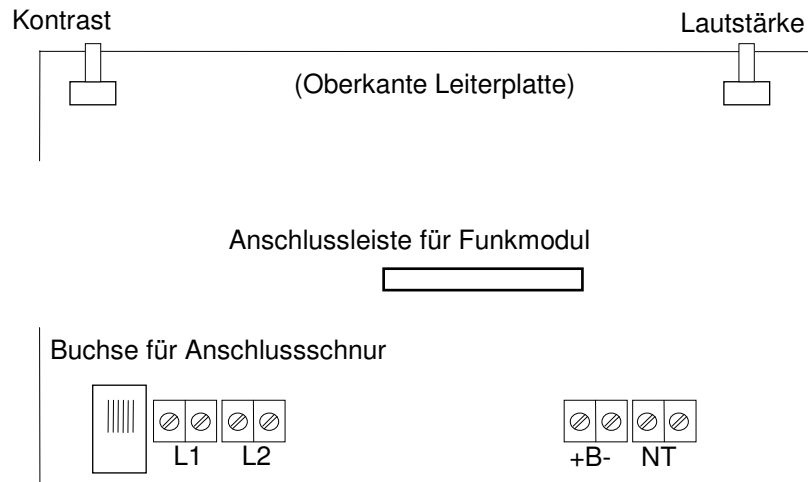 Kontrast
Lautstärke
(Oberkante Leiterplatte)
Anschlussleiste für Funkmodul
Buchse für Anschlussschnur
L1 L2
+B- NT